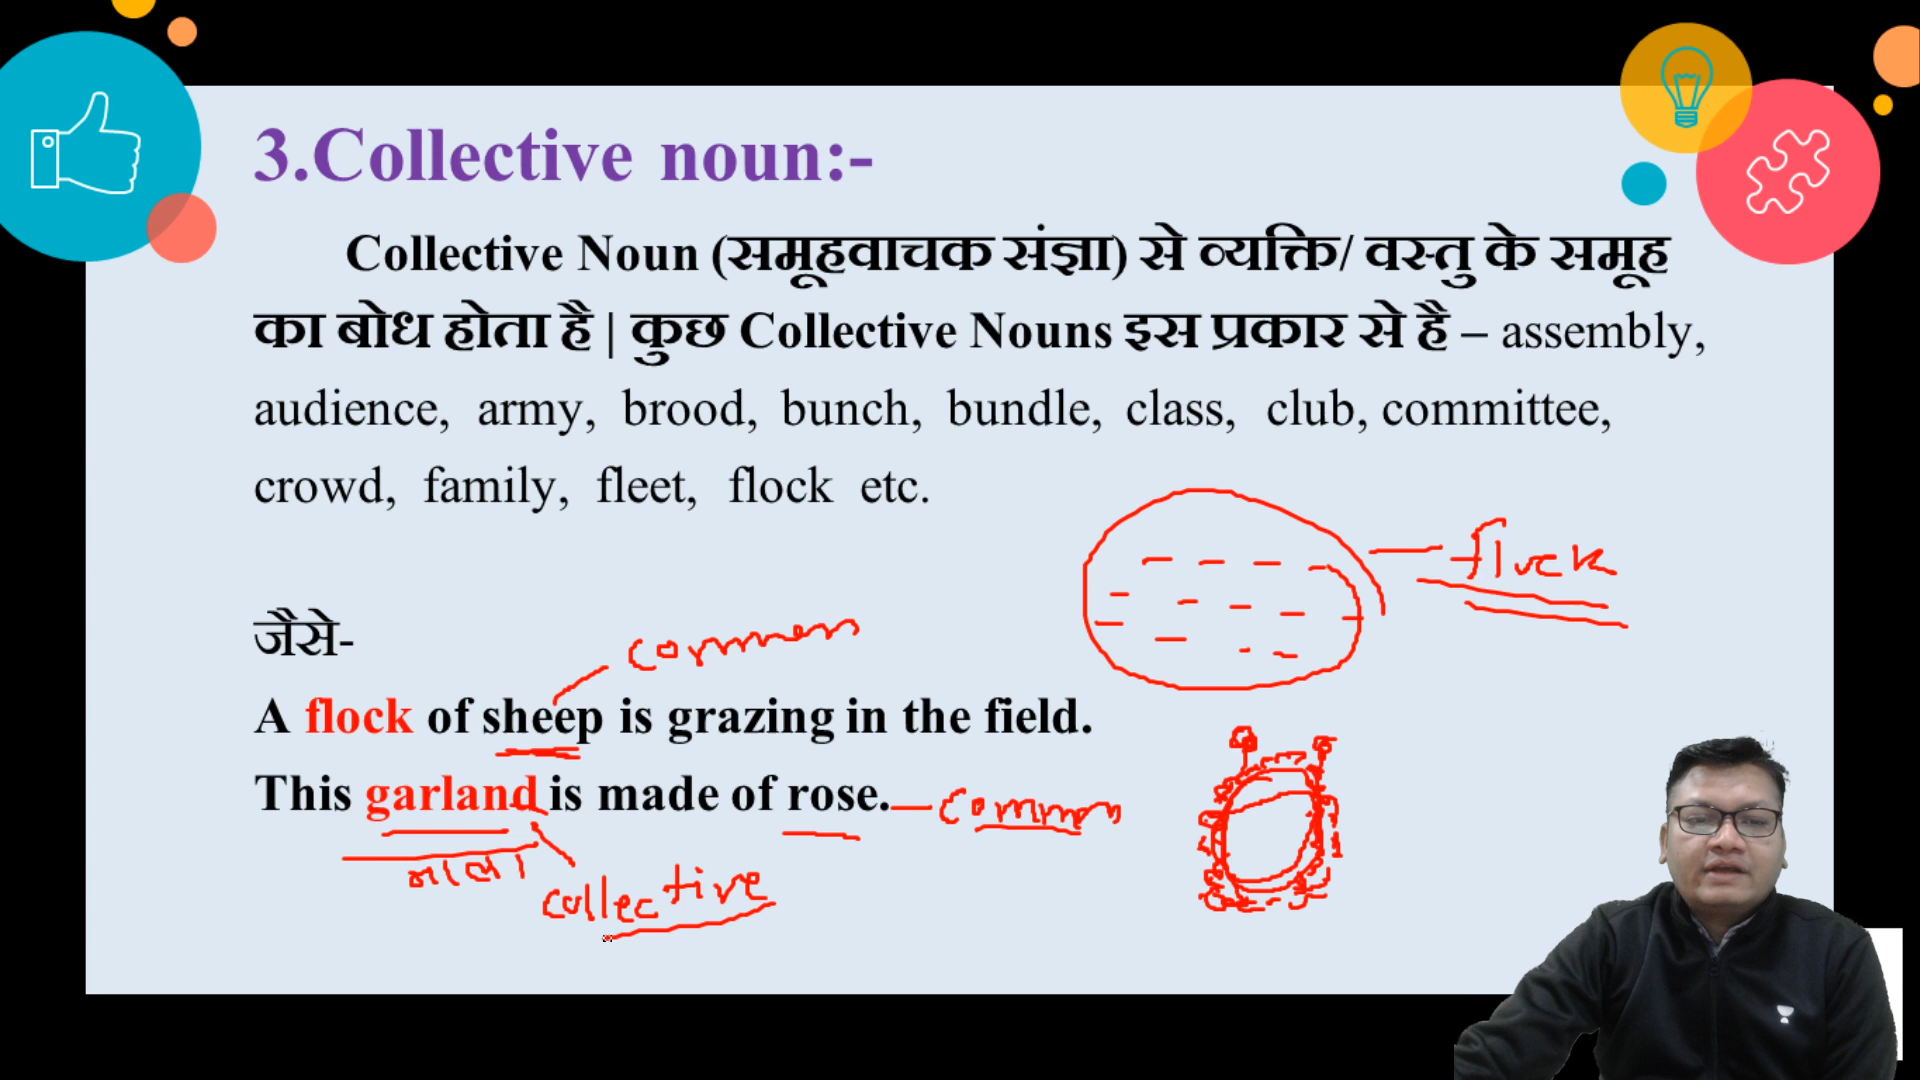 3.Collective noun:-
Collective Noun (समूहवाचक संज्ञा) से व्यक्ति/ वस्तु के समूह
का बोध होता है | कुछ Collective Nouns इस प्रकार से है – assembly,
audience, army, brood, bunch, bundle, class, club, committee,
crowd, family, fleet, flock etc.
flock
जैसे-
common
A flock of sheep is grazing in the field.
This garland is made of rose.
common
माला
collective